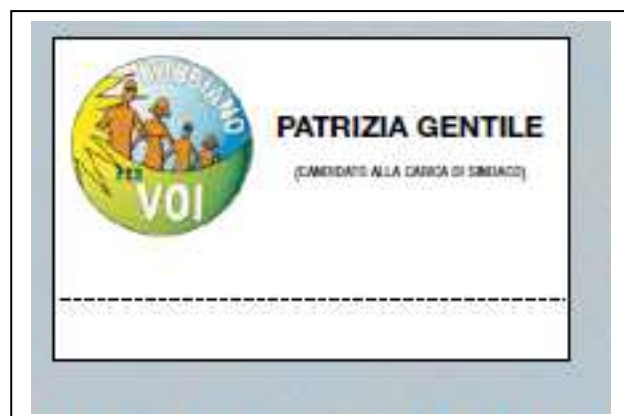 PER
VOI
PATRIZIA GENTILE
(CANDIDATO ALLA CARICA DI SINDACO)